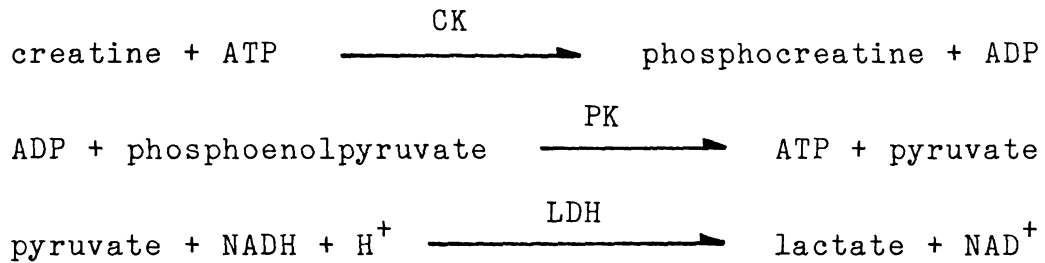 CK
creatine + ATP ⟶ phosphocreatine + ADP
PK
ADP + phosphoenolpyruvate ⟶ ATP + pyruvate
LDH
pyruvate + NADH + H⁺ ⟶ lactate + NAD⁺